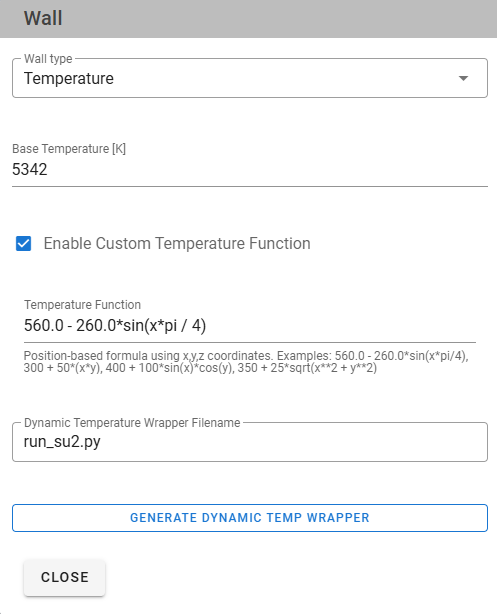 Wall
Wall type
Temperature
Base Temperature [K]
5342
Enable Custom Temperature Function
Temperature Function
560.0 - 260.0*sin(x*pi / 4)
Position-based formula using x,y,z coordinates. Examples: 560.0 - 260.0*sin(x*pi/4),
300 + 50*(x*y), 400 + 100*sin(x)*cos(y), 350 + 25*sqrt(x**2 + y**2)
Dynamic Temperature Wrapper Filename
run_su2.py
GENERATE DYNAMIC TEMP WRAPPER
CLOSE